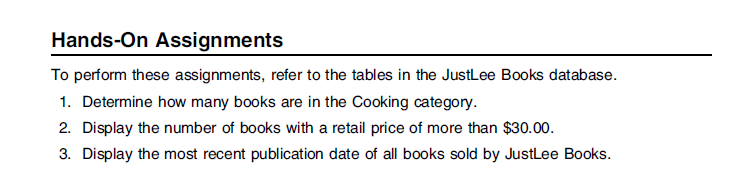 Hands-On Assignments
To perform these assignments, refer to the tables in the JustLee Books database.
1. Determine how many books are in the Cooking category.
2. Display the number of books with a retail price of more than $30.00.
3. Display the most recent publication date of all books sold by JustLee Books.